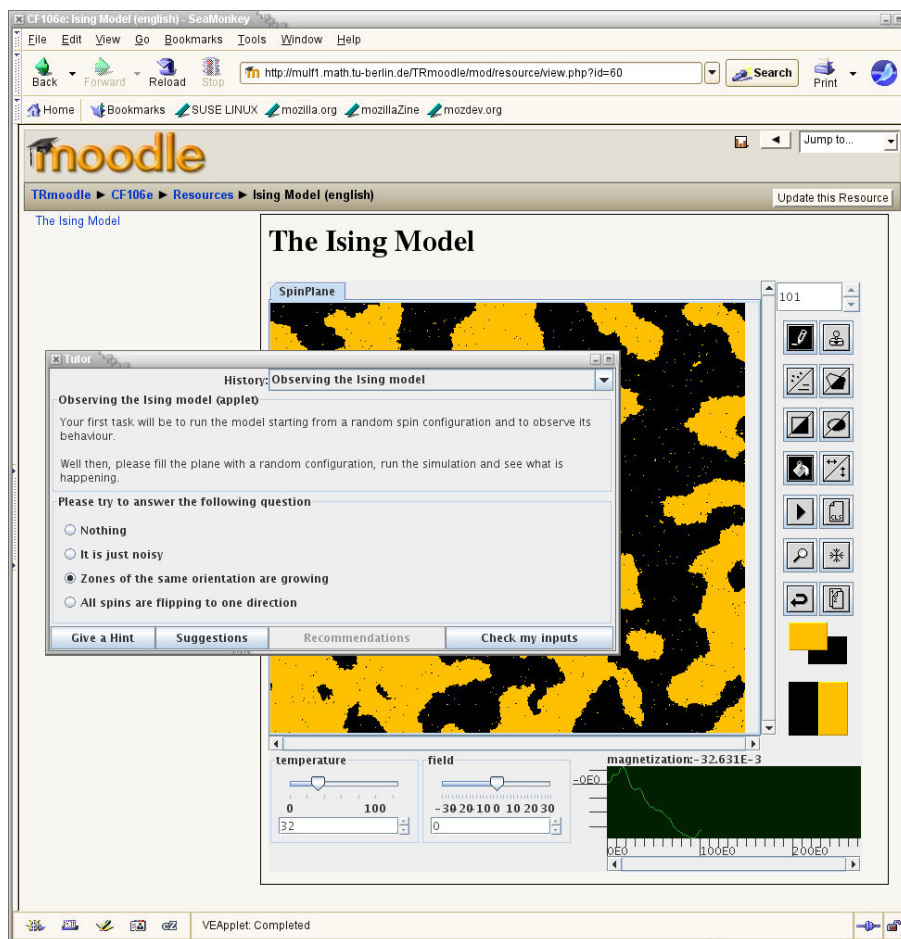 CF106e: Ising Model (english) - SeaMonkey
File Edit View Go Bookmarks Tools Window Help
Back Forward Reload Stop http://mulf1.math.tu-berlin.de/TRmoodle/mod/resource/view.php?id=60 Search Print
Home Bookmarks SUSE LINUX mozilla.org mozillaZine mozdev.org
moodle Jump to...
TRmoodle ► CF106e ► Resources ► Ising Model (english) Update this Resource
The Ising Model
The Ising Model
SpinPlane
101
CLS
Tutor
History: Observing the Ising model
Observing the Ising model (applet)
Your first task will be to run the model starting from a random spin configuration and to observe its
behaviour.
Well then, please fill the plane with a random configuration, run the simulation and see what is
happening.
Please try to answer the following question
Nothing
It is just noisy
Zones of the same orientation are growing
All spins are flipping to one direction
Give a Hint Suggestions Recommendations Check my inputs
temperature field magnetization:-32.631E-3
-0E0
0 100 -30 -20 -10 0 10 20 30
32 0
0E0 100E0 200E0
VEApplet: Completed